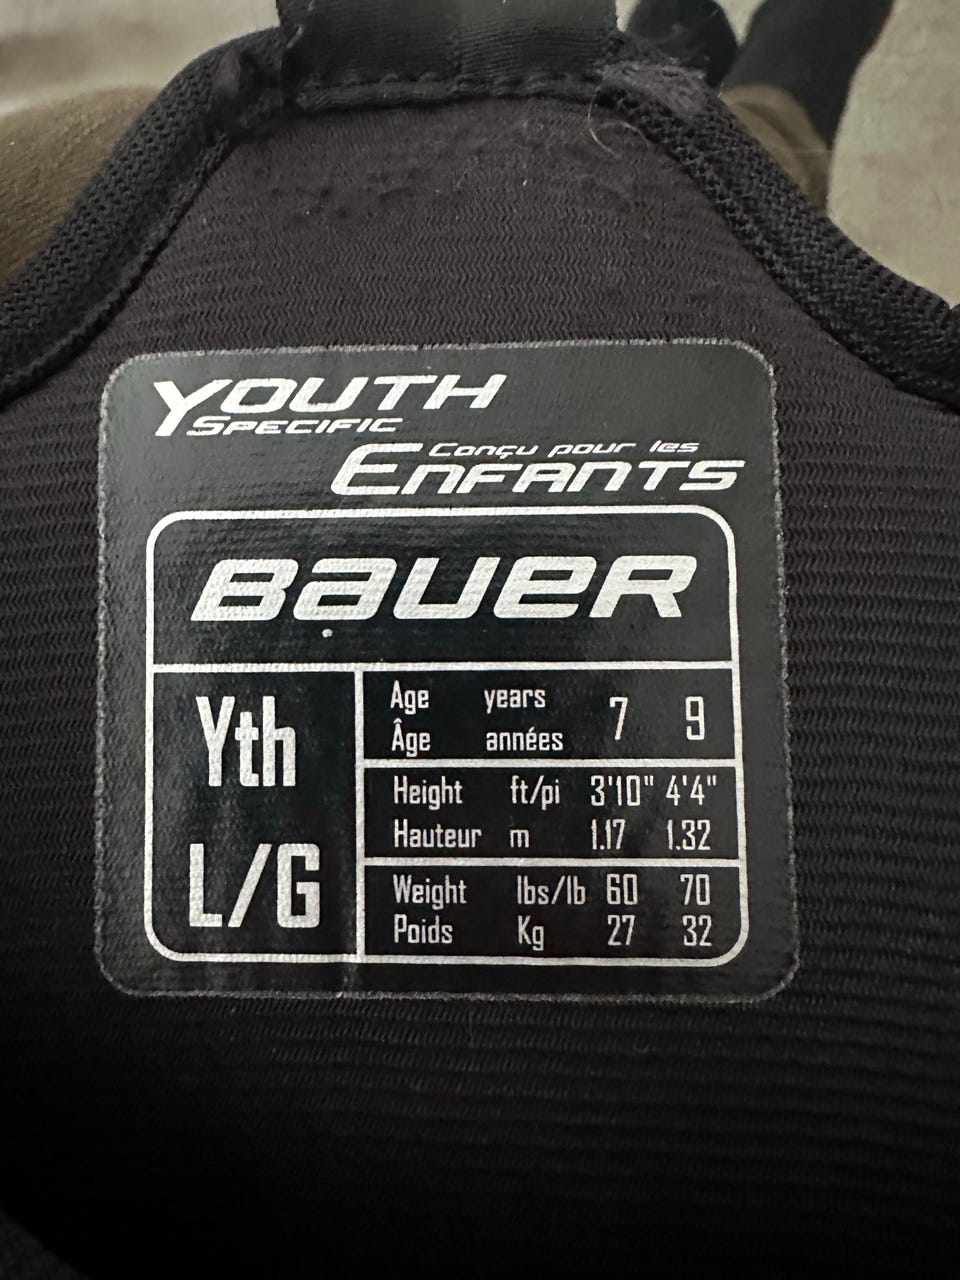 YOUTH
SPECIFIC
Conçu pour les
ENFANTS
BAUER
Yth
L/G
Age years 7 9
Âge années
Height ft/pi 3'10" 4'4"
Hauteur m 1.17 1.32
Weight lbs/lb 60 70
Poids Kg 27 32